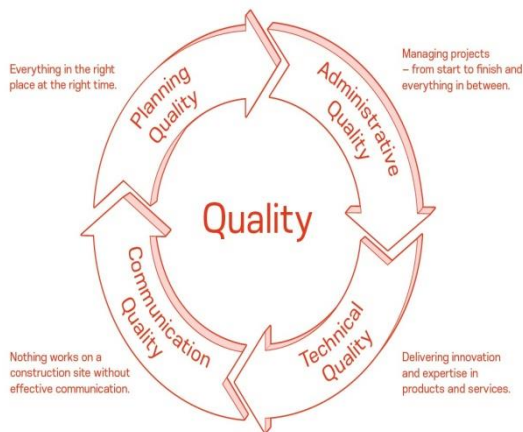 Everything in the right
place at the right time.
Planning
Quality
Managing projects
– from start to finish and
everything in between.
Administrative
Quality
Quality
Communication
Quality
Technical
Quality
Nothing works on a
construction site without
effective communication.
Delivering innovation
and expertise in
products and services.